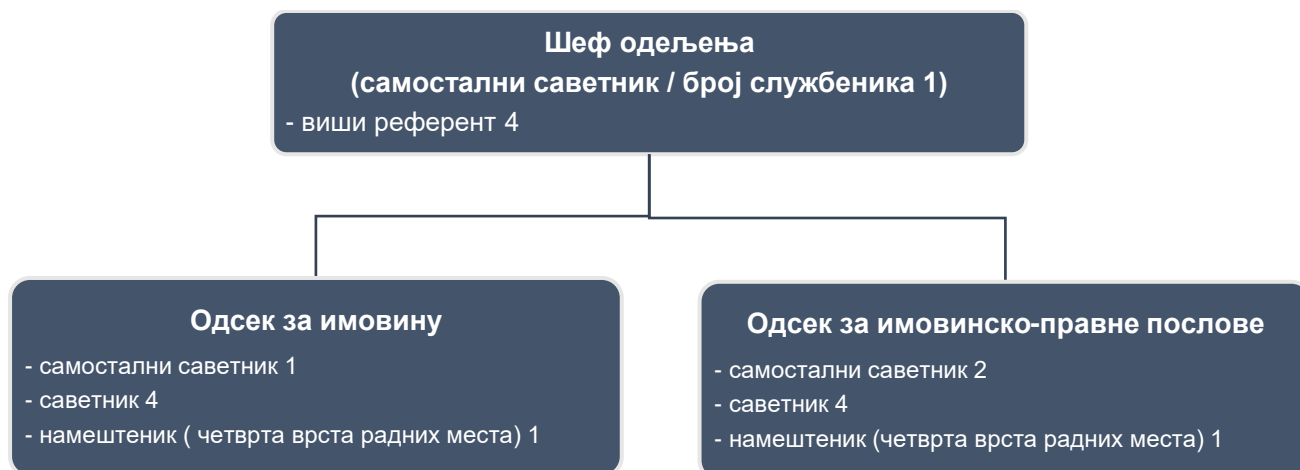 Шеф одељења
(самостални саветник / број службеника 1)
- виши референт 4
Одсек за имовину
- самостални саветник 1
- саветник 4
- намештеник ( четврта врста радних места) 1
Одсек за имовинско-правне послове
- самостални саветник 2
- саветник 4
- намештеник (четврта врста радних места) 1